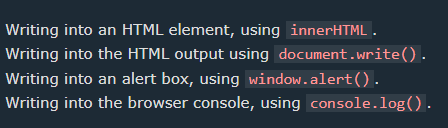 Writing into an HTML element, using innerHTML.
Writing into the HTML output using document.write().
Writing into an alert box, using window.alert().
Writing into the browser console, using console.log().